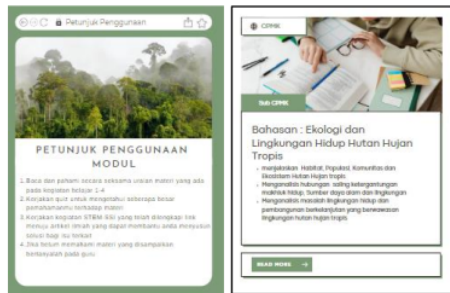 Petunjuk Penggunaan
PETUNJUK PENGGUNAAN
MODUL
1. Baca dan pahami secara seksama uraian materi yang ada
pada kegiatan belajar 1-4
2. Kerjakan quiz untuk mengetahui seberapa besar
pemahamanmu terhadap materi
3. Kerjakan kegiatan STEM-SSI yang telah dilengkapi link
menuju artikel ilmiah yang dapat membantu anda menyusun
solusi bagi isu terkait
4. Jika belum memahami materi yang disampaikan
bertanyalah pada guru
CPMK
Sub CPMK
Bahasan : Ekologi dan
Lingkungan Hidup Hutan Hujan
Tropis
menjelaskan Habitat, Populasi, Komunitas dan
Ekosistem Hutan Hujan tropis
Menganalisis hubungan saling ketergantungan
makhluk hidup, Sumber daya alam dan lingkungan
Menganalisis masalah lingkungan hidup dan
pembangunan berkelanjutan yang berwawasan
lingkungan hutan hujan tropis
READ MORE